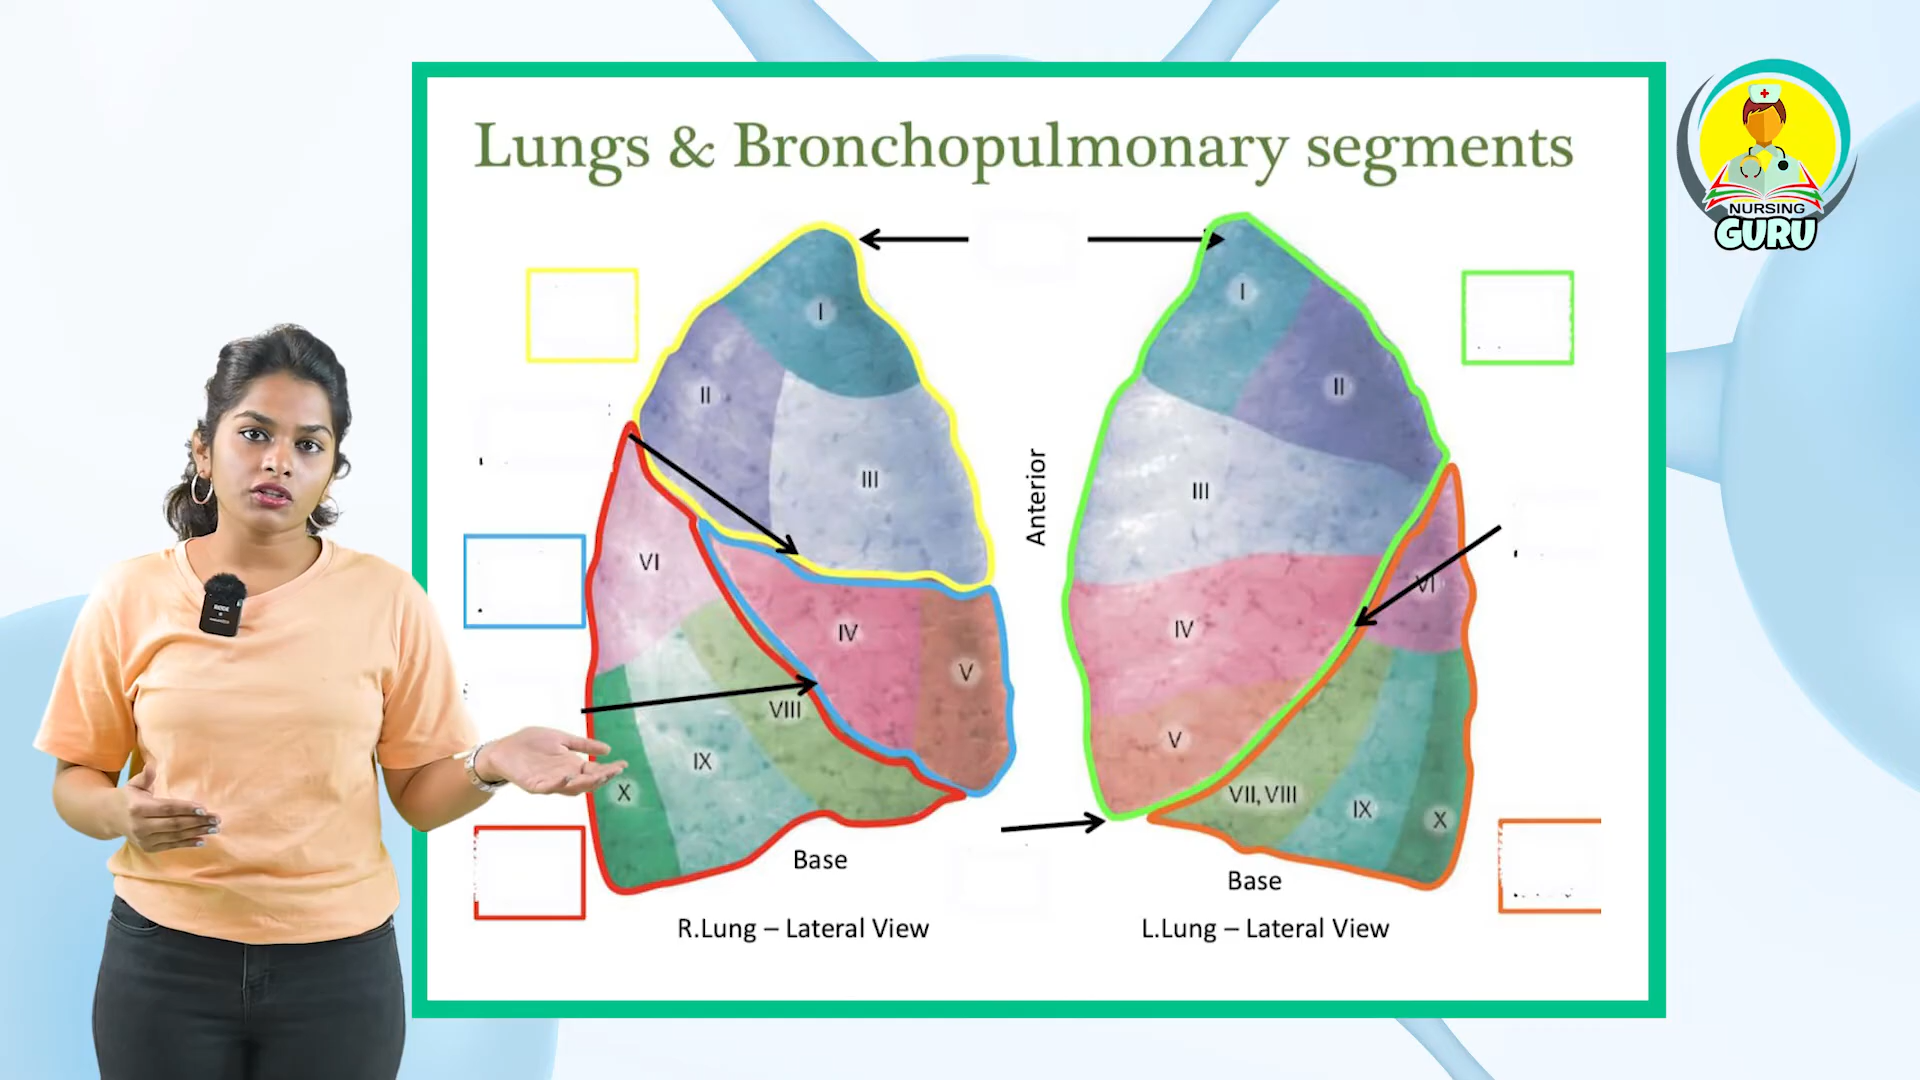 Lungs & Bronchopulmonary segments
NURSING
GURU
I
II
III
IV
V
VI
VIII
IX
X
Base
R.Lung – Lateral View
Anterior
I
II
III
IV
V
VI
VII, VIII
IX
X
Base
L.Lung – Lateral View